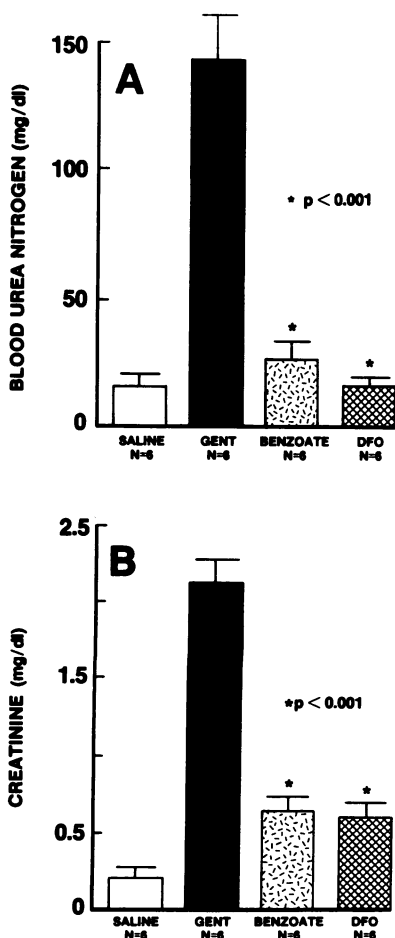 A
BLOOD UREA NITROGEN (mg/dl)
150
100
50
0
* p < 0.001
*
*
SALINE GENT BENZOATE DFO
N=6 N=6 N=6 N=6
B
CREATININE (mg/dl)
2.5
1.5
0.5
0
*p < 0.001
*
*
SALINE GENT BENZOATE DFO
N=6 N=6 N=6 N=6